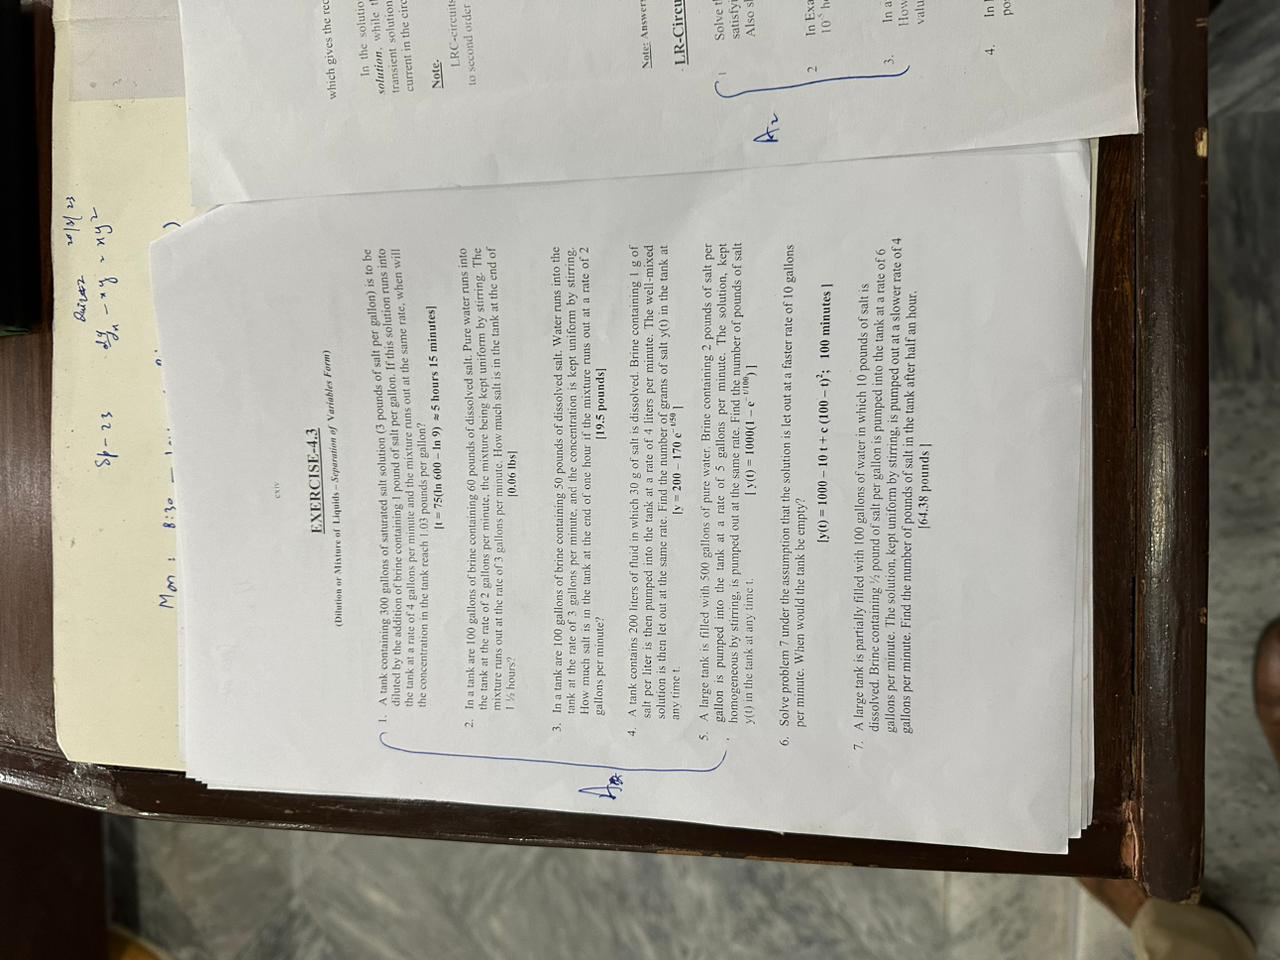 Quiz#2 20/3/23
Sp-23 dy/dx - xy = xy²
Mon: 8:30 —
cxiv
EXERCISE-4.3
(Dilution or Mixture of Liquids – Separation of Variables Form)
1. A tank containing 300 gallons of saturated salt solution (3 pounds of salt per gallon) is to be
diluted by the addition of brine containing 1 pound of salt per gallon. If this solution runs into
the tank at a rate of 4 gallons per minute and the mixture runs out at the same rate, when will
the concentration in the tank reach 1.03 pounds per gallon?
[t = 75(ln 600 – ln 9) ≈ 5 hours 15 minutes]
2. In a tank are 100 gallons of brine containing 60 pounds of dissolved salt. Pure water runs into
the tank at the rate of 2 gallons per minute, the mixture being kept uniform by stirring. The
mixture runs out at the rate of 3 gallons per minute. How much salt is in the tank at the end of
1 ½ hours? [0.06 lbs]
3. In a tank are 100 gallons of brine containing 50 pounds of dissolved salt. Water runs into the
tank at the rate of 3 gallons per minute, and the concentration is kept uniform by stirring.
How much salt is in the tank at the end of one hour if the mixture runs out at a rate of 2
gallons per minute? [19.5 pounds]
4. A tank contains 200 liters of fluid in which 30 g of salt is dissolved. Brine containing 1 g of
salt per liter is then pumped into the tank at a rate of 4 liters per minute. The well-mixed
solution is then let out at the same rate. Find the number of grams of salt y(t) in the tank at
any time t. [y = 200 – 170 e^-t/50 ]
5. A large tank is filled with 500 gallons of pure water. Brine containing 2 pounds of salt per
gallon is pumped into the tank at a rate of 5 gallons per minute. The solution, kept
homogeneous by stirring, is pumped out at the same rate. Find the number of pounds of salt
y(t) in the tank at any time t. [ y(t) = 1000(1 – e^-t/100) ]
6. Solve problem 7 under the assumption that the solution is let out at a faster rate of 10 gallons
per minute. When would the tank be empty?
[y(t) = 1000 – 10 t + c (100 – t)²; 100 minutes ]
7. A large tank is partially filled with 100 gallons of water in which 10 pounds of salt is
dissolved. Brine containing ½ pound of salt per gallon is pumped into the tank at a rate of 6
gallons per minute. The solution, kept uniform by stirring, is pumped out at a slower rate of 4
gallons per minute. Find the number of pounds of salt in the tank after half an hour.
[64.38 pounds ]
which gives the rec
In the solutio
solution, while t
transient solution
current in the circ
Note.
LRC-circuits
to second order
Note: Answers
LR-Circu
A2
1 Solve t
satisfyi
Also s
2 In Exa
10⁻⁵ h
3. In a
How
valu
4. In
po